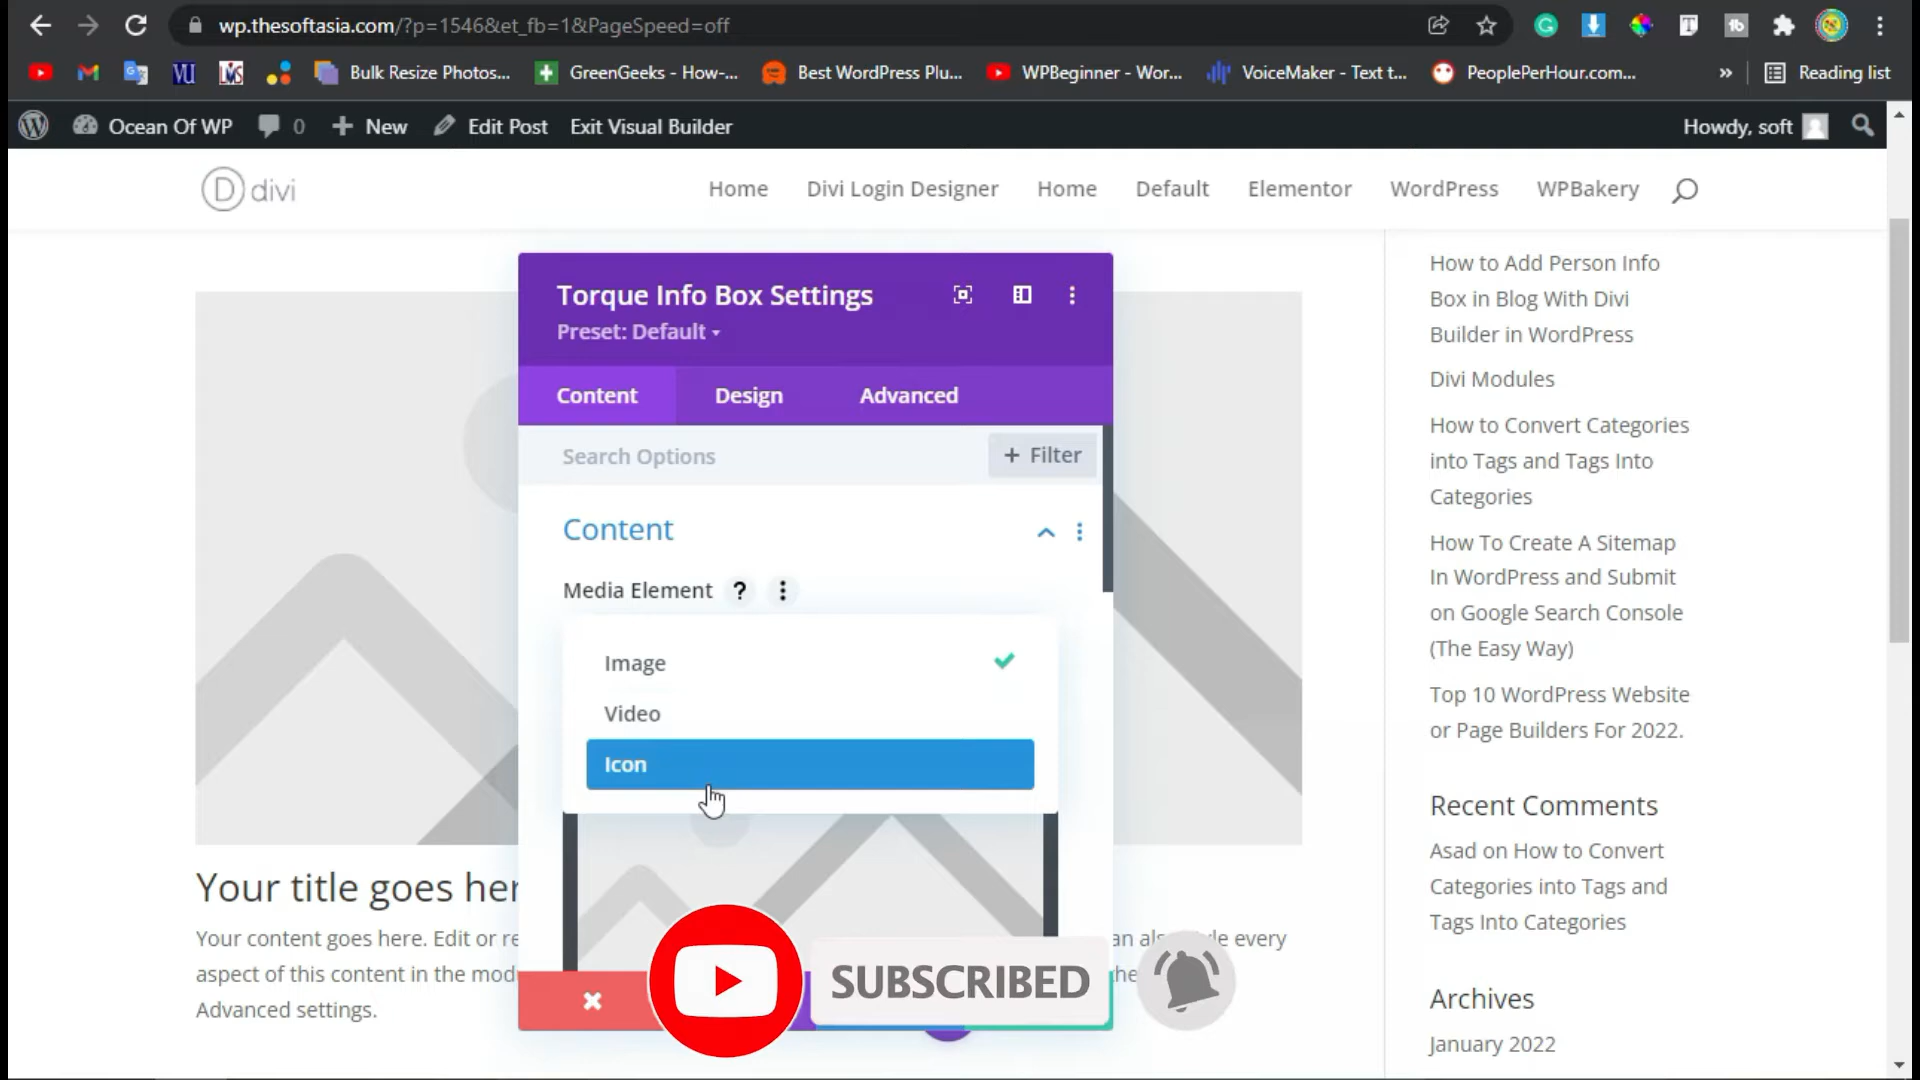 wp.thesoftasia.com/?p=1546&et_fb=1&PageSpeed=off
Bulk Resize Photos...
GreenGeeks - How-...
Best WordPress Plu...
WPBeginner - Wor...
VoiceMaker - Text t...
PeoplePerHour.com...
»
Reading list
Ocean Of WP
0
New
Edit Post
Exit Visual Builder
Howdy, soft
divi
Home
Divi Login Designer
Home
Default
Elementor
WordPress
WPBakery
Torque Info Box Settings
Preset: Default
Content
Design
Advanced
Search Options
+ Filter
Content
Media Element ?
Image
Video
Icon
Your title goes her
Your content goes here. Edit or re
an als
le every
aspect of this content in the mod
he
Advanced settings.
SUBSCRIBED
How to Add Person Info
Box in Blog With Divi
Builder in WordPress
Divi Modules
How to Convert Categories
into Tags and Tags Into
Categories
How To Create A Sitemap
In WordPress and Submit
on Google Search Console
(The Easy Way)
Top 10 WordPress Website
or Page Builders For 2022.
Recent Comments
Asad on How to Convert
Categories into Tags and
Tags Into Categories
Archives
January 2022